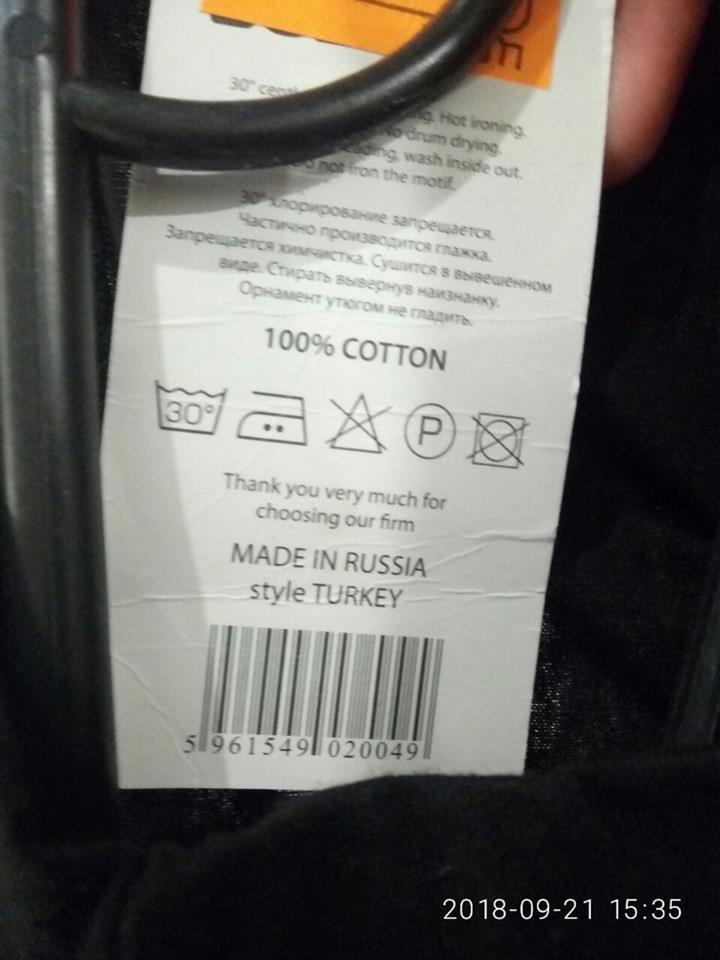 30°
ng. Hot ironing.
No drum drying.
eading, wash inside out.
not iron the motif.
30° хлорирование запрещается.
Частично производится глажка.
Запрещается химчистка. Сушится в вывешенном
виде. Стирать вывернув наизнанку.
Орнамент утюгом не гладить.
100% COTTON
30° P
Thank you very much for
choosing our firm
MADE IN RUSSIA
style TURKEY
5 961549 020049
2018-09-21 15:35